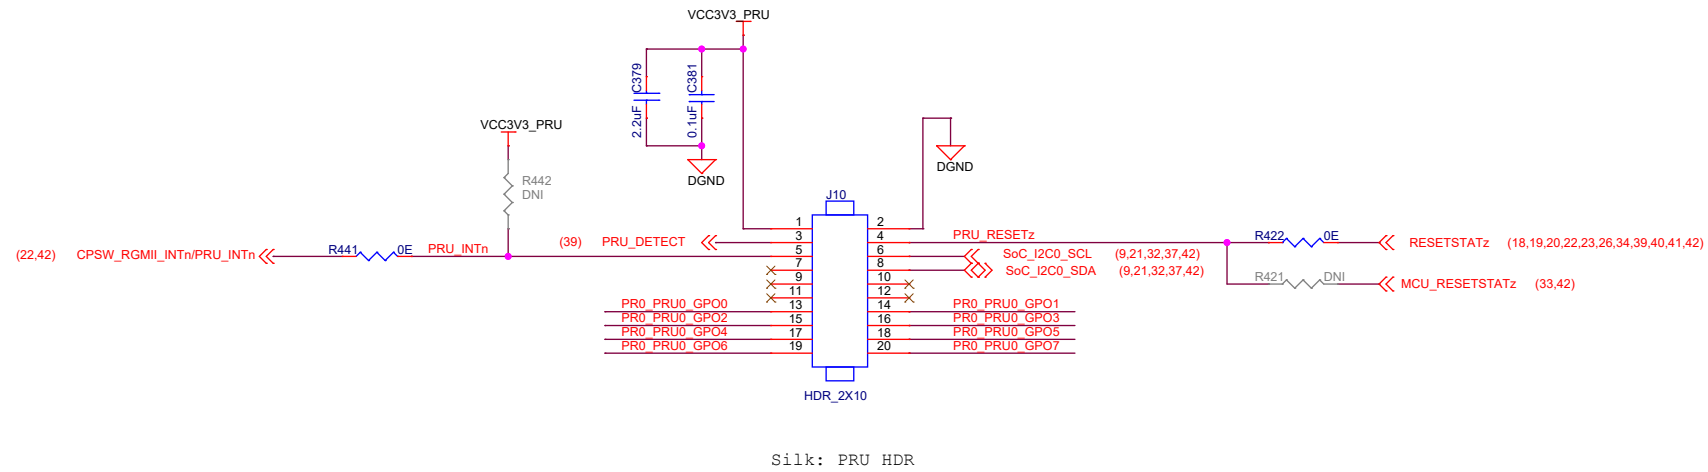 VCC3V3_PRU
C379
2.2uF
C381
0.1uF
DGND
VCC3V3_PRU
R442
DNI
DGND
J10
1 2
3 4
5 6
7 8
9 10
11 12
13 14
15 16
17 18
19 20
(22,42) CPSW_RGMII_INTn/PRU_INTn
R441 0E
PRU_INTn
(39) PRU_DETECT
PRU_RESETz
R422 0E
RESETSTATz (18,19,20,22,23,26,34,39,40,41,42)
SoC_I2C0_SCL (9,21,32,37,42)
SoC_I2C0_SDA (9,21,32,37,42)
R421 DNI
MCU_RESETSTATz (33,42)
PR0_PRU0_GPO0 PR0_PRU0_GPO1
PR0_PRU0_GPO2 PR0_PRU0_GPO3
PR0_PRU0_GPO4 PR0_PRU0_GPO5
PR0_PRU0_GPO6 PR0_PRU0_GPO7
HDR_2X10
Silk: PRU HDR